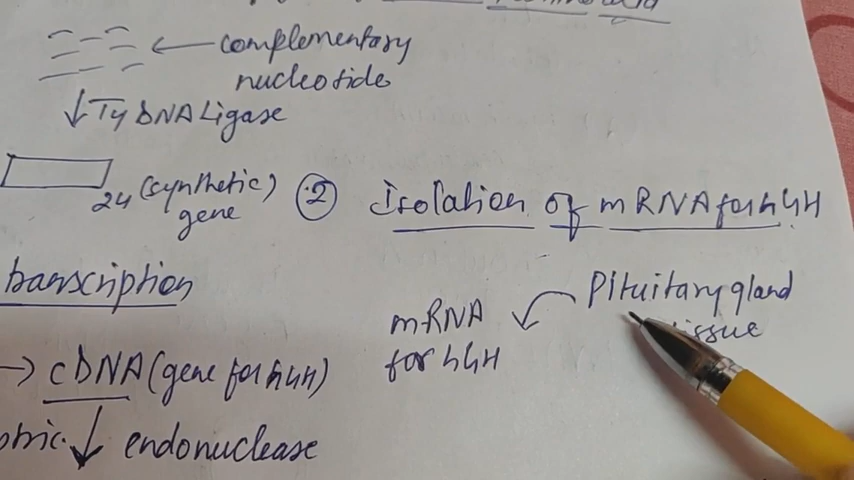 complementary
nucleotide
T4 DNA Ligase
24 (synthetic)
gene
② Isolation of mRNA for hGH
transcription
Pituitary gland
tissue
mRNA
for hGH
→ cDNA (gene for hGH)
endonuclease